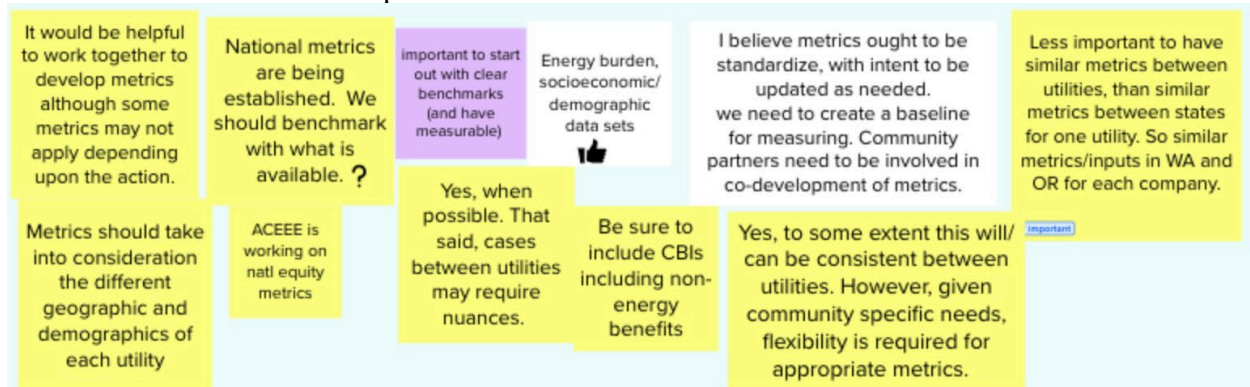 It would be helpful
to work together to
develop metrics
although some
metrics may not
apply depending
upon the action.
National metrics
are being
established. We
should benchmark
with what is
available. ?
important to start
out with clear
benchmarks
(and have
measurable)
Energy burden,
socioeconomic/
demographic
data sets
I believe metrics ought to be
standardize, with intent to be
updated as needed.
we need to create a baseline
for measuring. Community
partners need to be involved in
co-development of metrics.
Less important to have
similar metrics between
utilities, than similar
metrics between states
for one utility. So similar
metrics/inputs in WA and
OR for each company.
important
Metrics should take
into consideration
the different
geographic and
demographics of
each utility
ACEEE is
working on
natl equity
metrics
Yes, when
possible. That
said, cases
between utilities
may require
nuances.
Be sure to
include CBIs
including non-
energy
benefits
Yes, to some extent this will/
can be consistent between
utilities. However, given
community specific needs,
flexibility is required for
appropriate metrics.